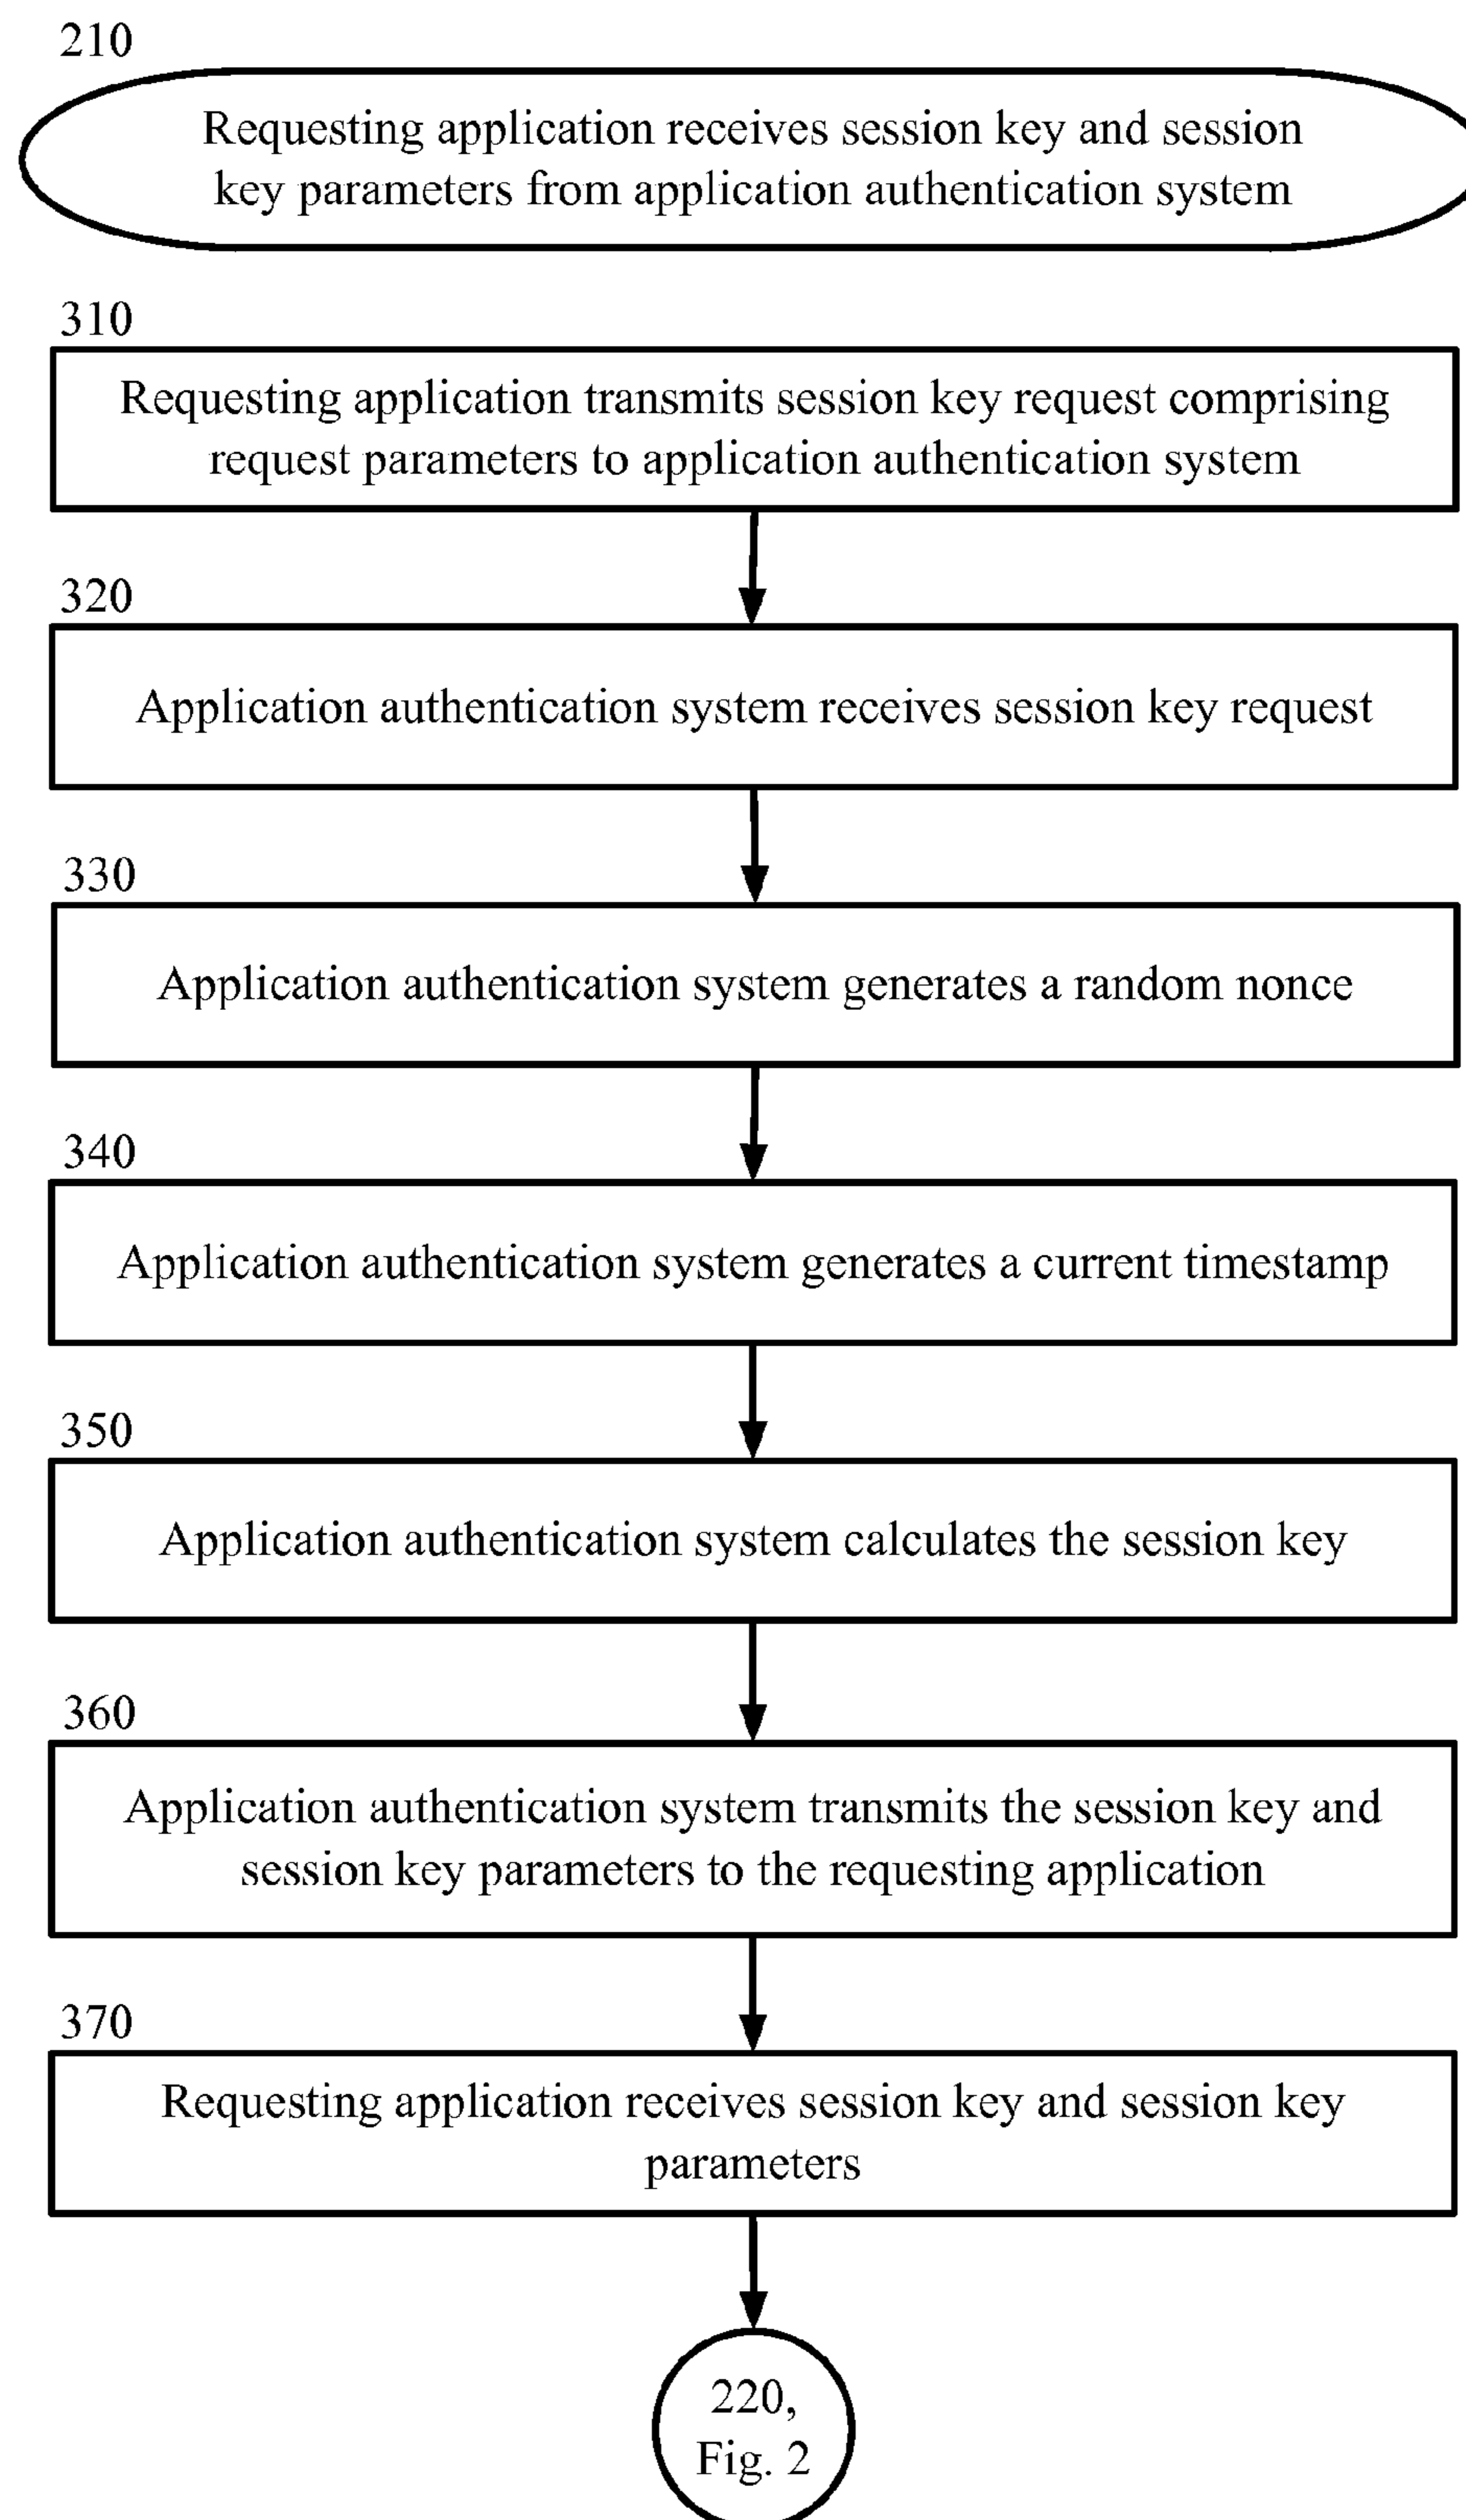 210
Requesting application receives session key and session
key parameters from application authentication system
310
Requesting application transmits session key request comprising
request parameters to application authentication system
320
Application authentication system receives session key request
330
Application authentication system generates a random nonce
340
Application authentication system generates a current timestamp
350
Application authentication system calculates the session key
360
Application authentication system transmits the session key and
session key parameters to the requesting application
370
Requesting application receives session key and session key
parameters
220,
Fig. 2